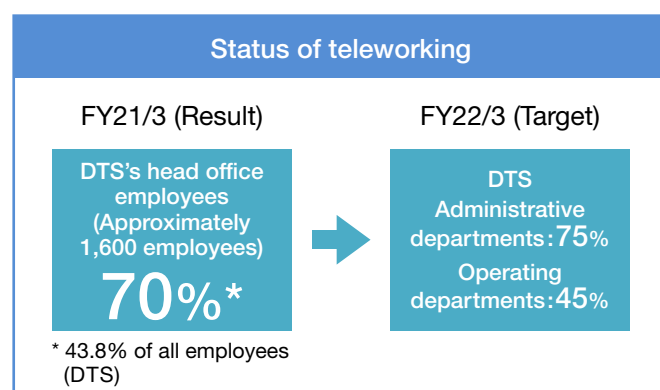 Status of teleworking
FY21/3 (Result)
DTS's head office
employees
(Approximately
1,600 employees)
70%*
* 43.8% of all employees
(DTS)
FY22/3 (Target)
DTS
Administrative
departments:75%
Operating
departments:45%